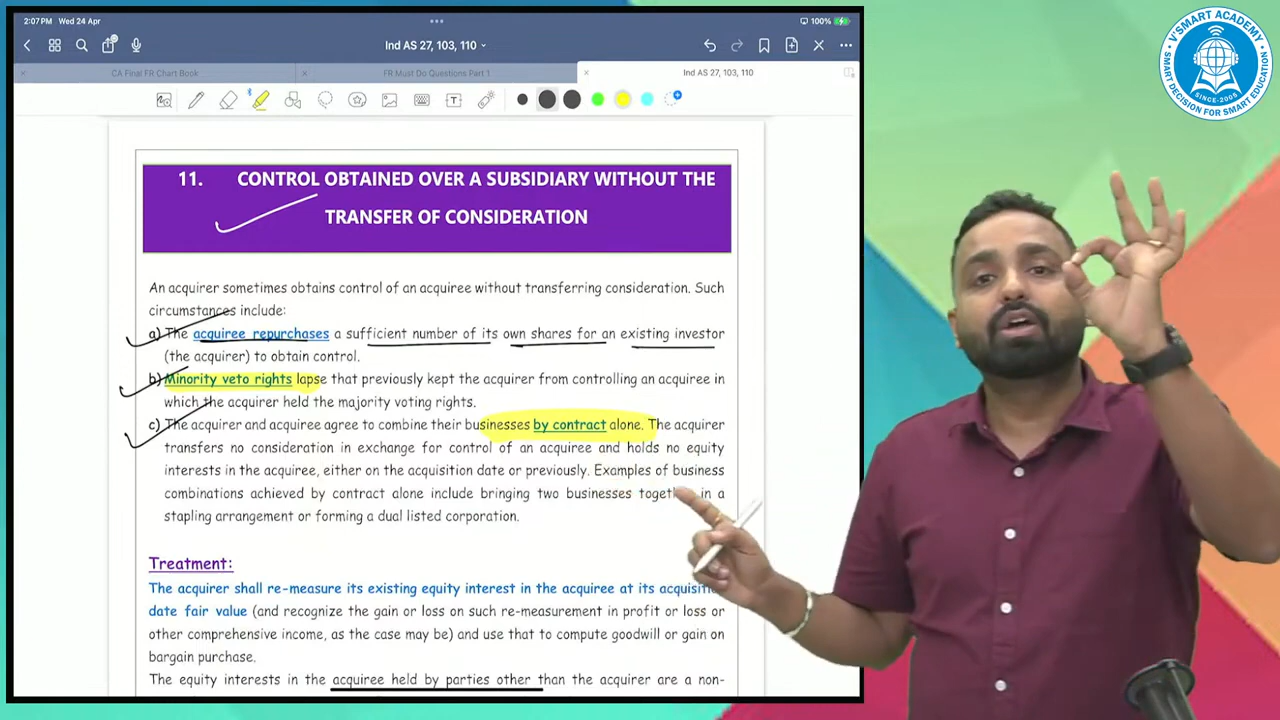 2:07PM Wed 24 Apr
100%
Ind AS 27, 103, 110
CA Final FR Chart Book
FR Must Do Questions Part 1
Ind AS 27, 103, 110
11. CONTROL OBTAINED OVER A SUBSIDIARY WITHOUT THE
TRANSFER OF CONSIDERATION
An acquirer sometimes obtains control of an acquiree without transferring consideration. Such
circumstances include:
a) The acquiree repurchases a sufficient number of its own shares for an existing investor
(the acquirer) to obtain control.
b) Minority veto rights lapse that previously kept the acquirer from controlling an acquiree in
which the acquirer held the majority voting rights.
c) The acquirer and acquiree agree to combine their businesses by contract alone. The acquirer
transfers no consideration in exchange for control of an acquiree and holds no equity
interests in the acquiree, either on the acquisition date or previously. Examples of business
combinations achieved by contract alone include bringing two businesses in a
stapling arrangement or forming a dual listed corporation.
Treatment:
The acquirer shall re-measure its existing equity interest in the acquiree at its
date fair value (and recognize the gain or loss on such re-measurement in profit or loss or
other comprehensive income, as the case may be) and use that to compute goodwill or gain on
bargain purchase.
The equity interests in the acquiree held by parties other than the acquirer are a non-
V'SMART ACADEMY
SINCE-2005
SMART DECISION FOR SMART EDUCATION